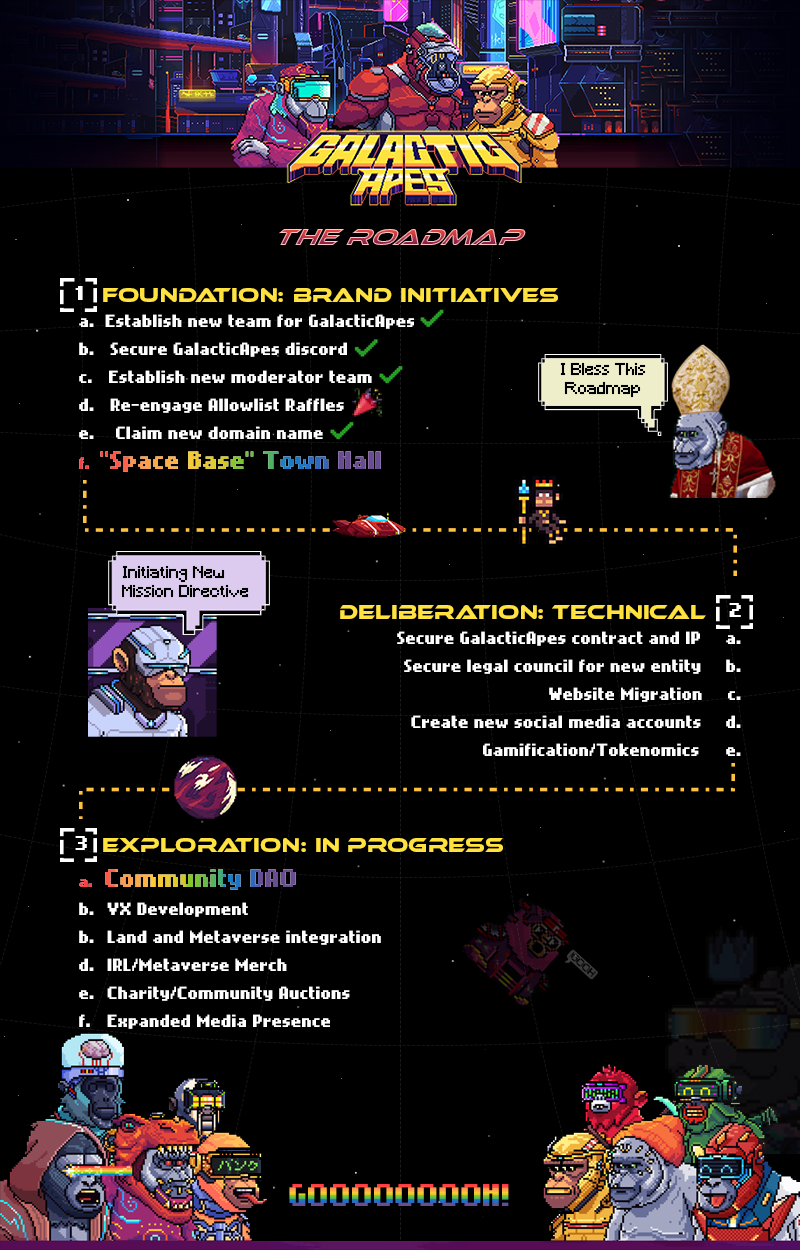 GALACTIC
APES
THE ROADMAP
1 FOUNDATION: BRAND INITIATIVES
a. Establish new team for GalacticApes
b. Secure GalacticApes discord
c. Establish new moderator team
d. Re-engage Allowlist Raffles
e. Claim new domain name
f. "Space Base" Town Hall
I Bless This
Roadmap
Initiating New
Mission Directive
DELIBERATION: TECHNICAL 2
Secure GalacticApes contract and IP a.
Secure legal council for new entity b.
Website Migration c.
Create new social media accounts d.
Gamification/Tokenomics e.
3 EXPLORATION: IN PROGRESS
a. Community DAO
b. VX Development
b. Land and Metaverse integration
d. IRL/Metaverse Merch
e. Charity/Community Auctions
f. Expanded Media Presence
パンク
GOOOOOOOOH!